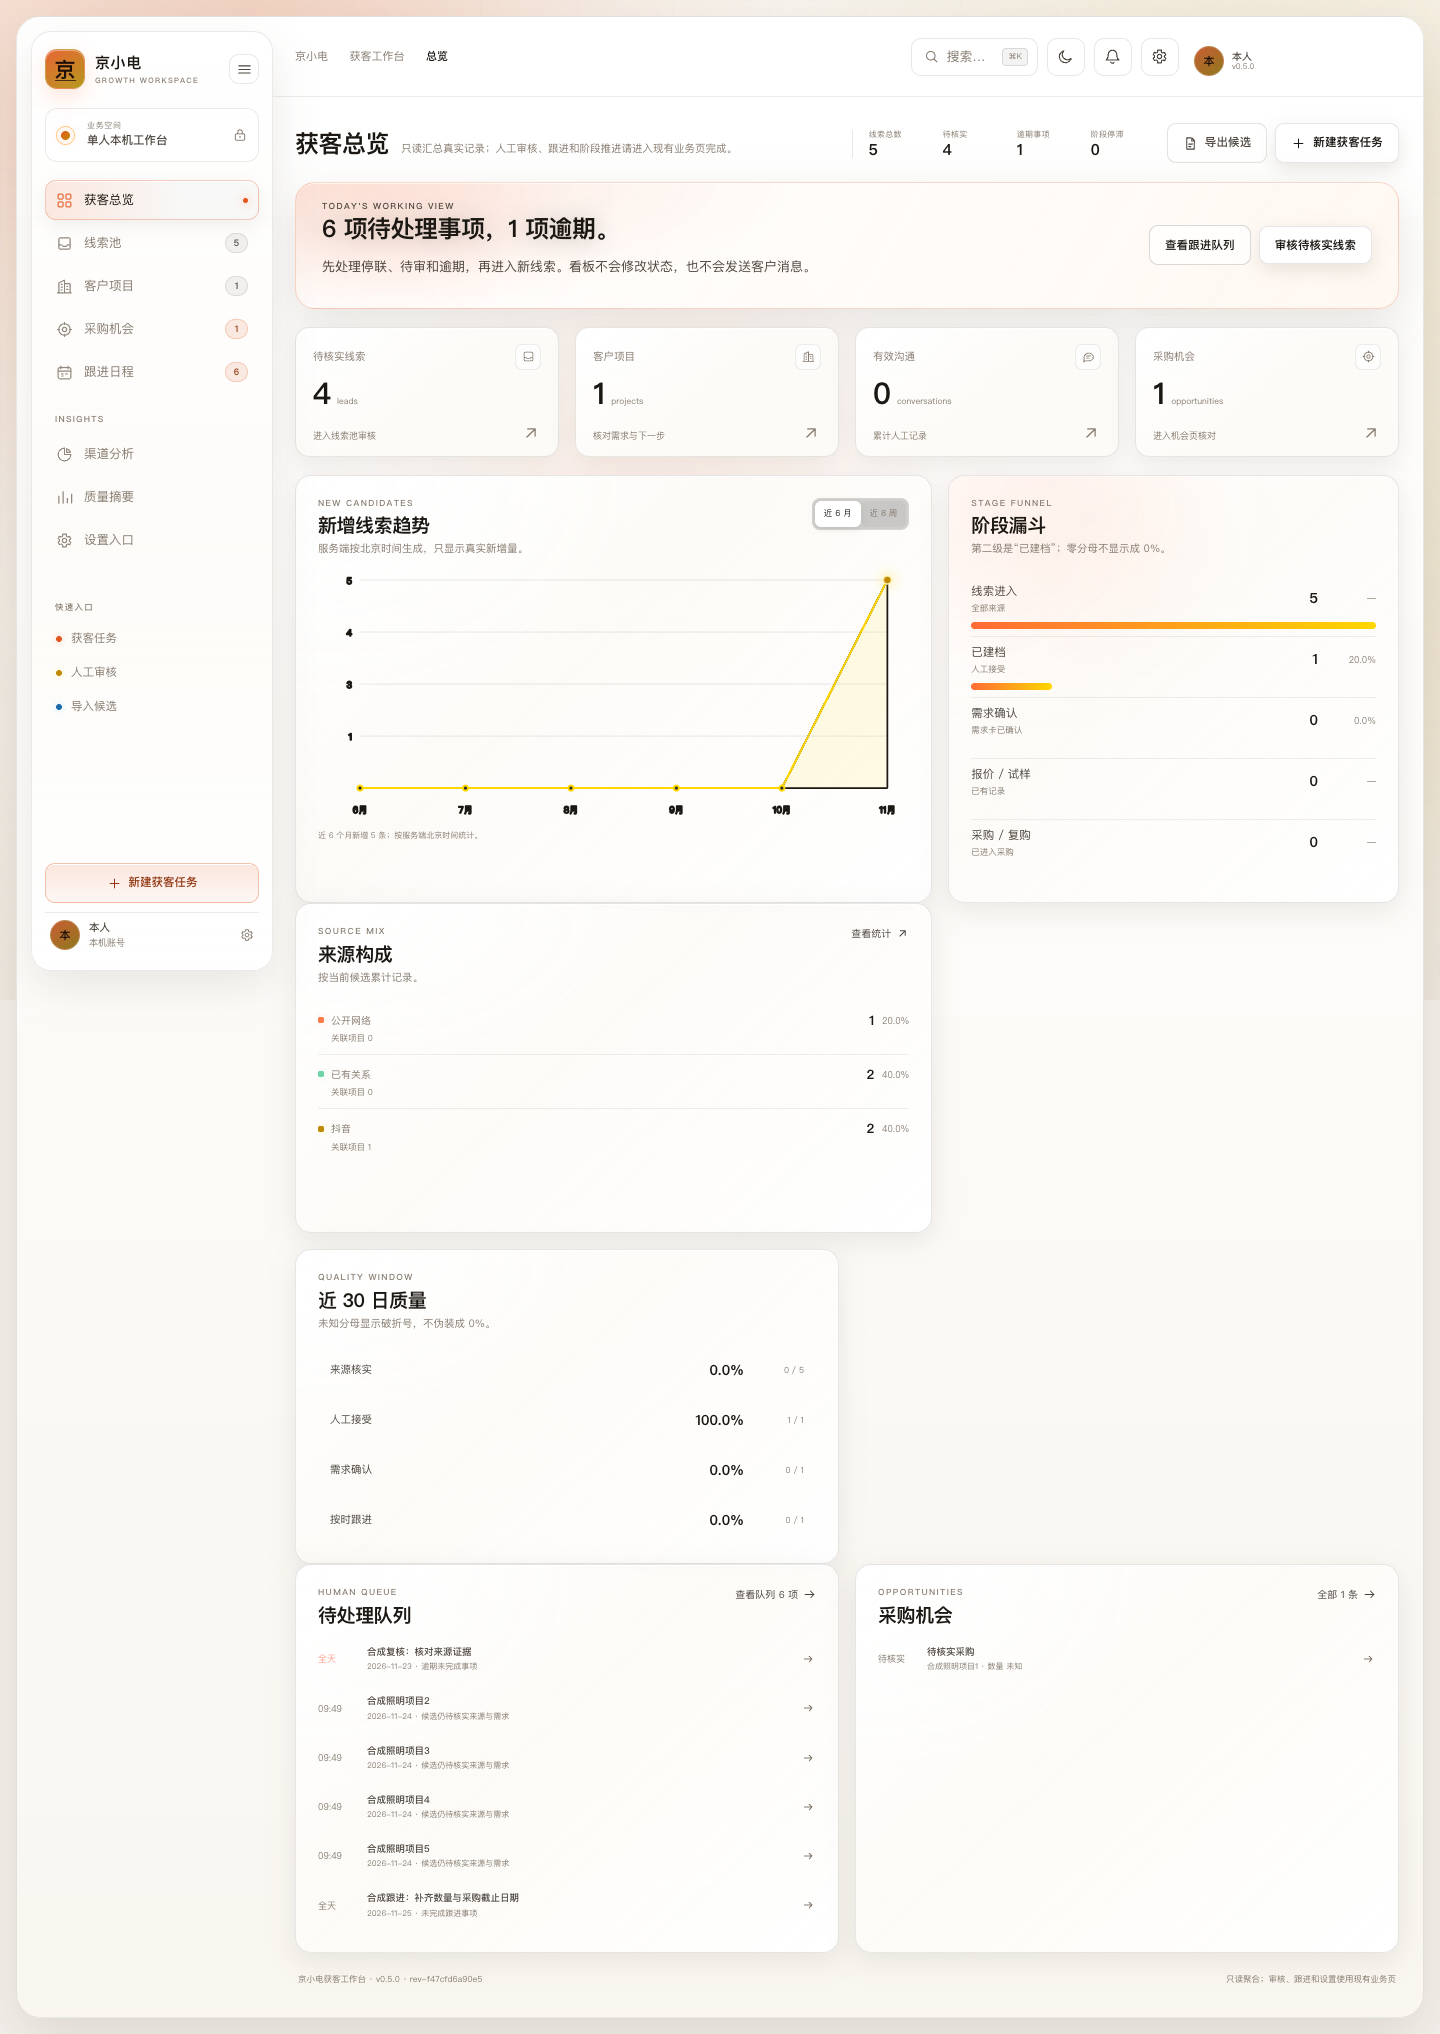 京
京小电
GROWTH WORKSPACE
业务空间
单人本机工作台
获客总览
线索池 5
客户项目 1
采购机会 1
跟进日程 6
INSIGHTS
渠道分析
质量摘要
设置入口
快速入口
获客任务
人工审核
导入候选
新建获客任务
本 本人
本机账号
京小电 获客工作台 总览
搜索... ⌘K
本 本人
v0.5.0
获客总览 只读汇总真实记录；人工审核、跟进和阶段推进请进入现有业务页完成。
线索总数 待核实 逾期事项 阶段停滞
5 4 1 0
导出候选 新建获客任务
TODAY'S WORKING VIEW
6 项待处理事项，1 项逾期。
先处理停联、待审和逾期，再进入新线索。看板不会修改状态，也不会发送客户消息。
查看跟进队列 审核待核实线索
待核实线索
4 leads
进入线索池审核
客户项目
1 projects
核对需求与下一步
有效沟通
0 conversations
累计人工记录
采购机会
1 opportunities
进入机会页核对
NEW CANDIDATES
新增线索趋势
服务端按北京时间生成，只显示真实新增量。
近 6 月 近 8 周
5
4
3
1
6月 7月 8月 9月 10月 11月
近 6 个月新增 5 条；按服务端北京时间统计。
STAGE FUNNEL
阶段漏斗
第二级是“已建档”；零分母不显示成 0%。
线索进入 5 —
全部来源
已建档 1 20.0%
人工接受
需求确认 0 0.0%
需求卡已确认
报价 / 试样 0 —
已有记录
采购 / 复购 0 —
已进入采购
SOURCE MIX
来源构成
按当前候选累计记录。
查看统计
公开网络 1 20.0%
关联项目 0
已有关系 2 40.0%
关联项目 0
抖音 2 40.0%
关联项目 1
QUALITY WINDOW
近 30 日质量
未知分母显示破折号，不伪装成 0%。
来源核实 0.0% 0 / 5
人工接受 100.0% 1 / 1
需求确认 0.0% 0 / 1
按时跟进 0.0% 0 / 1
HUMAN QUEUE
待处理队列
查看队列 6 项 →
全天 合成复核：核对来源证据 →
2026-11-23 · 逾期未完成事项
09:49 合成照明项目2 →
2026-11-24 · 候选仍待核实来源与需求
09:49 合成照明项目3 →
2026-11-24 · 候选仍待核实来源与需求
09:49 合成照明项目4 →
2026-11-24 · 候选仍待核实来源与需求
09:49 合成照明项目5 →
2026-11-24 · 候选仍待核实来源与需求
全天 合成跟进：补齐数量与采购截止日期 →
2026-11-25 · 未完成跟进事项
OPPORTUNITIES
采购机会
全部 1 条 →
待核实 待核实采购 →
合成照明项目1 · 数量 未知
京小电获客工作台 · v0.5.0 · rev-f47cfd6a90e5
只读聚合；审核、跟进和设置使用现有业务页